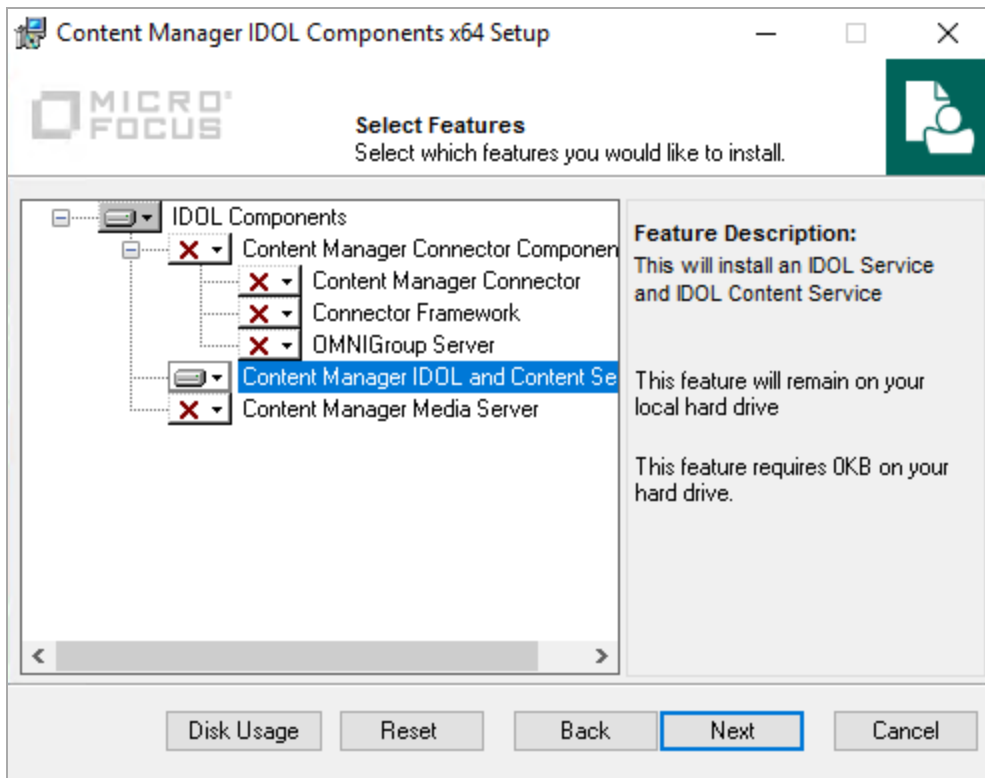 Content Manager IDOL Components x64 Setup
MICRO
FOCUS
Select Features
Select which features you would like to install.
IDOL Components
Content Manager Connector Componen
Content Manager Connector
Connector Framework
OMNIGroup Server
Content Manager IDOL and Content Se
Content Manager Media Server
Feature Description:
This will install an IDOL Service
and IDOL Content Service
This feature will remain on your
local hard drive
This feature requires 0KB on your
hard drive.
Disk Usage
Reset
Back
Next
Cancel